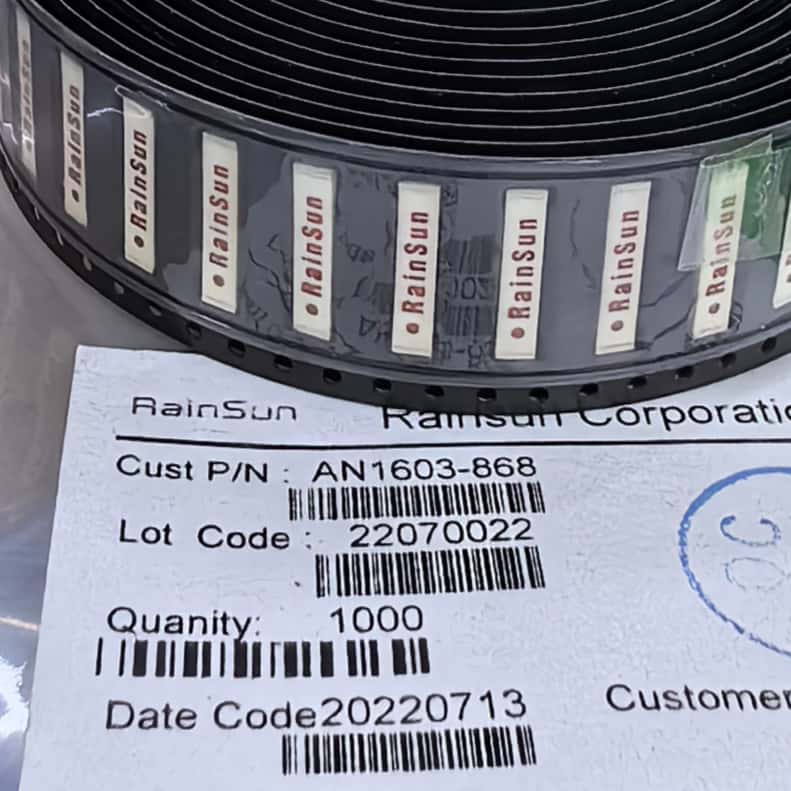 RainSun
RainSun
RainSun
RainSun
RainSun
RainSun
RainSun
RainSun
RainSun
RainSun Rainsun Corporatio
Cust P/N : AN1603-868
Lot Code : 22070022
Quanity: 1000
Date Code20220713
Customer
QC